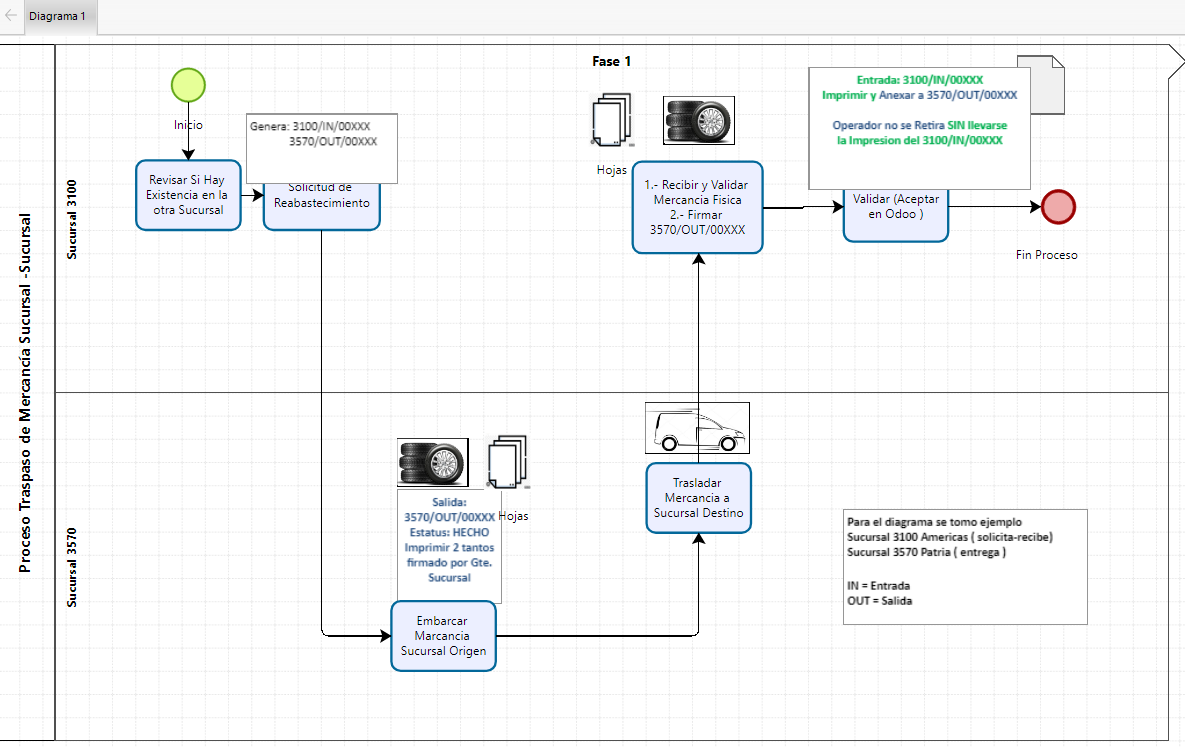 Diagrama 1
Proceso Traspaso de Mercancía Sucursal -Sucursal
Sucursal 3100
Fase 1
Inicio
Revisar Si Hay
Existencia en la
otra Sucursal
Genera: 3100/IN/00XXX
3570/OUT/00XXX
Solicitud de
Reabastecimiento
Hojas
1.- Recibir y Validar
Mercancia Fisica
2.- Firmar
3570/OUT/00XXX
Entrada: 3100/IN/00XXX
Imprimir y Anexar a 3570/OUT/00XXX
Operador no se Retira SIN llevarse
la Impresion del 3100/IN/00XXX
Validar (Aceptar
en Odoo )
Fin Proceso
Sucursal 3570
Salida:
3570/OUT/00XXX
Estatus: HECHO
Imprimir 2 tantos
firmado por Gte.
Sucursal
Hojas
Embarcar
Marcancia
Sucursal Origen
Trasladar
Mercancia a
Sucursal Destino
Para el diagrama se tomo ejemplo
Sucursal 3100 Americas ( solicita-recibe)
Sucursal 3570 Patria ( entrega )
IN = Entrada
OUT = Salida